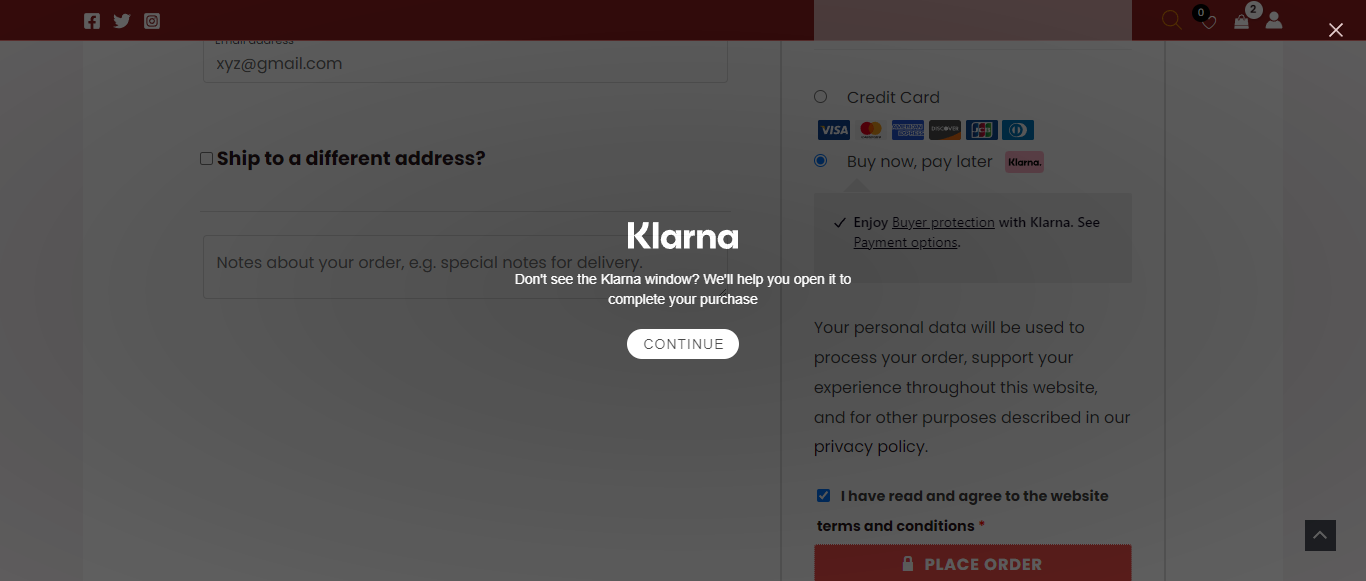 0
2
Email address
xyz@gmail.com
Ship to a different address?
Notes about your order, e.g. special notes for delivery.
Credit Card
VISA
AMERICAN EXPRESS
DISCOVER
JCB
Buy now, pay later Klarna.
Enjoy Buyer protection with Klarna. See
Payment options.
Klarna
Don't see the Klarna window? We'll help you open it to
complete your purchase
CONTINUE
Your personal data will be used to
process your order, support your
experience throughout this website,
and for other purposes described in our
privacy policy.
I have read and agree to the website
terms and conditions *
PLACE ORDER